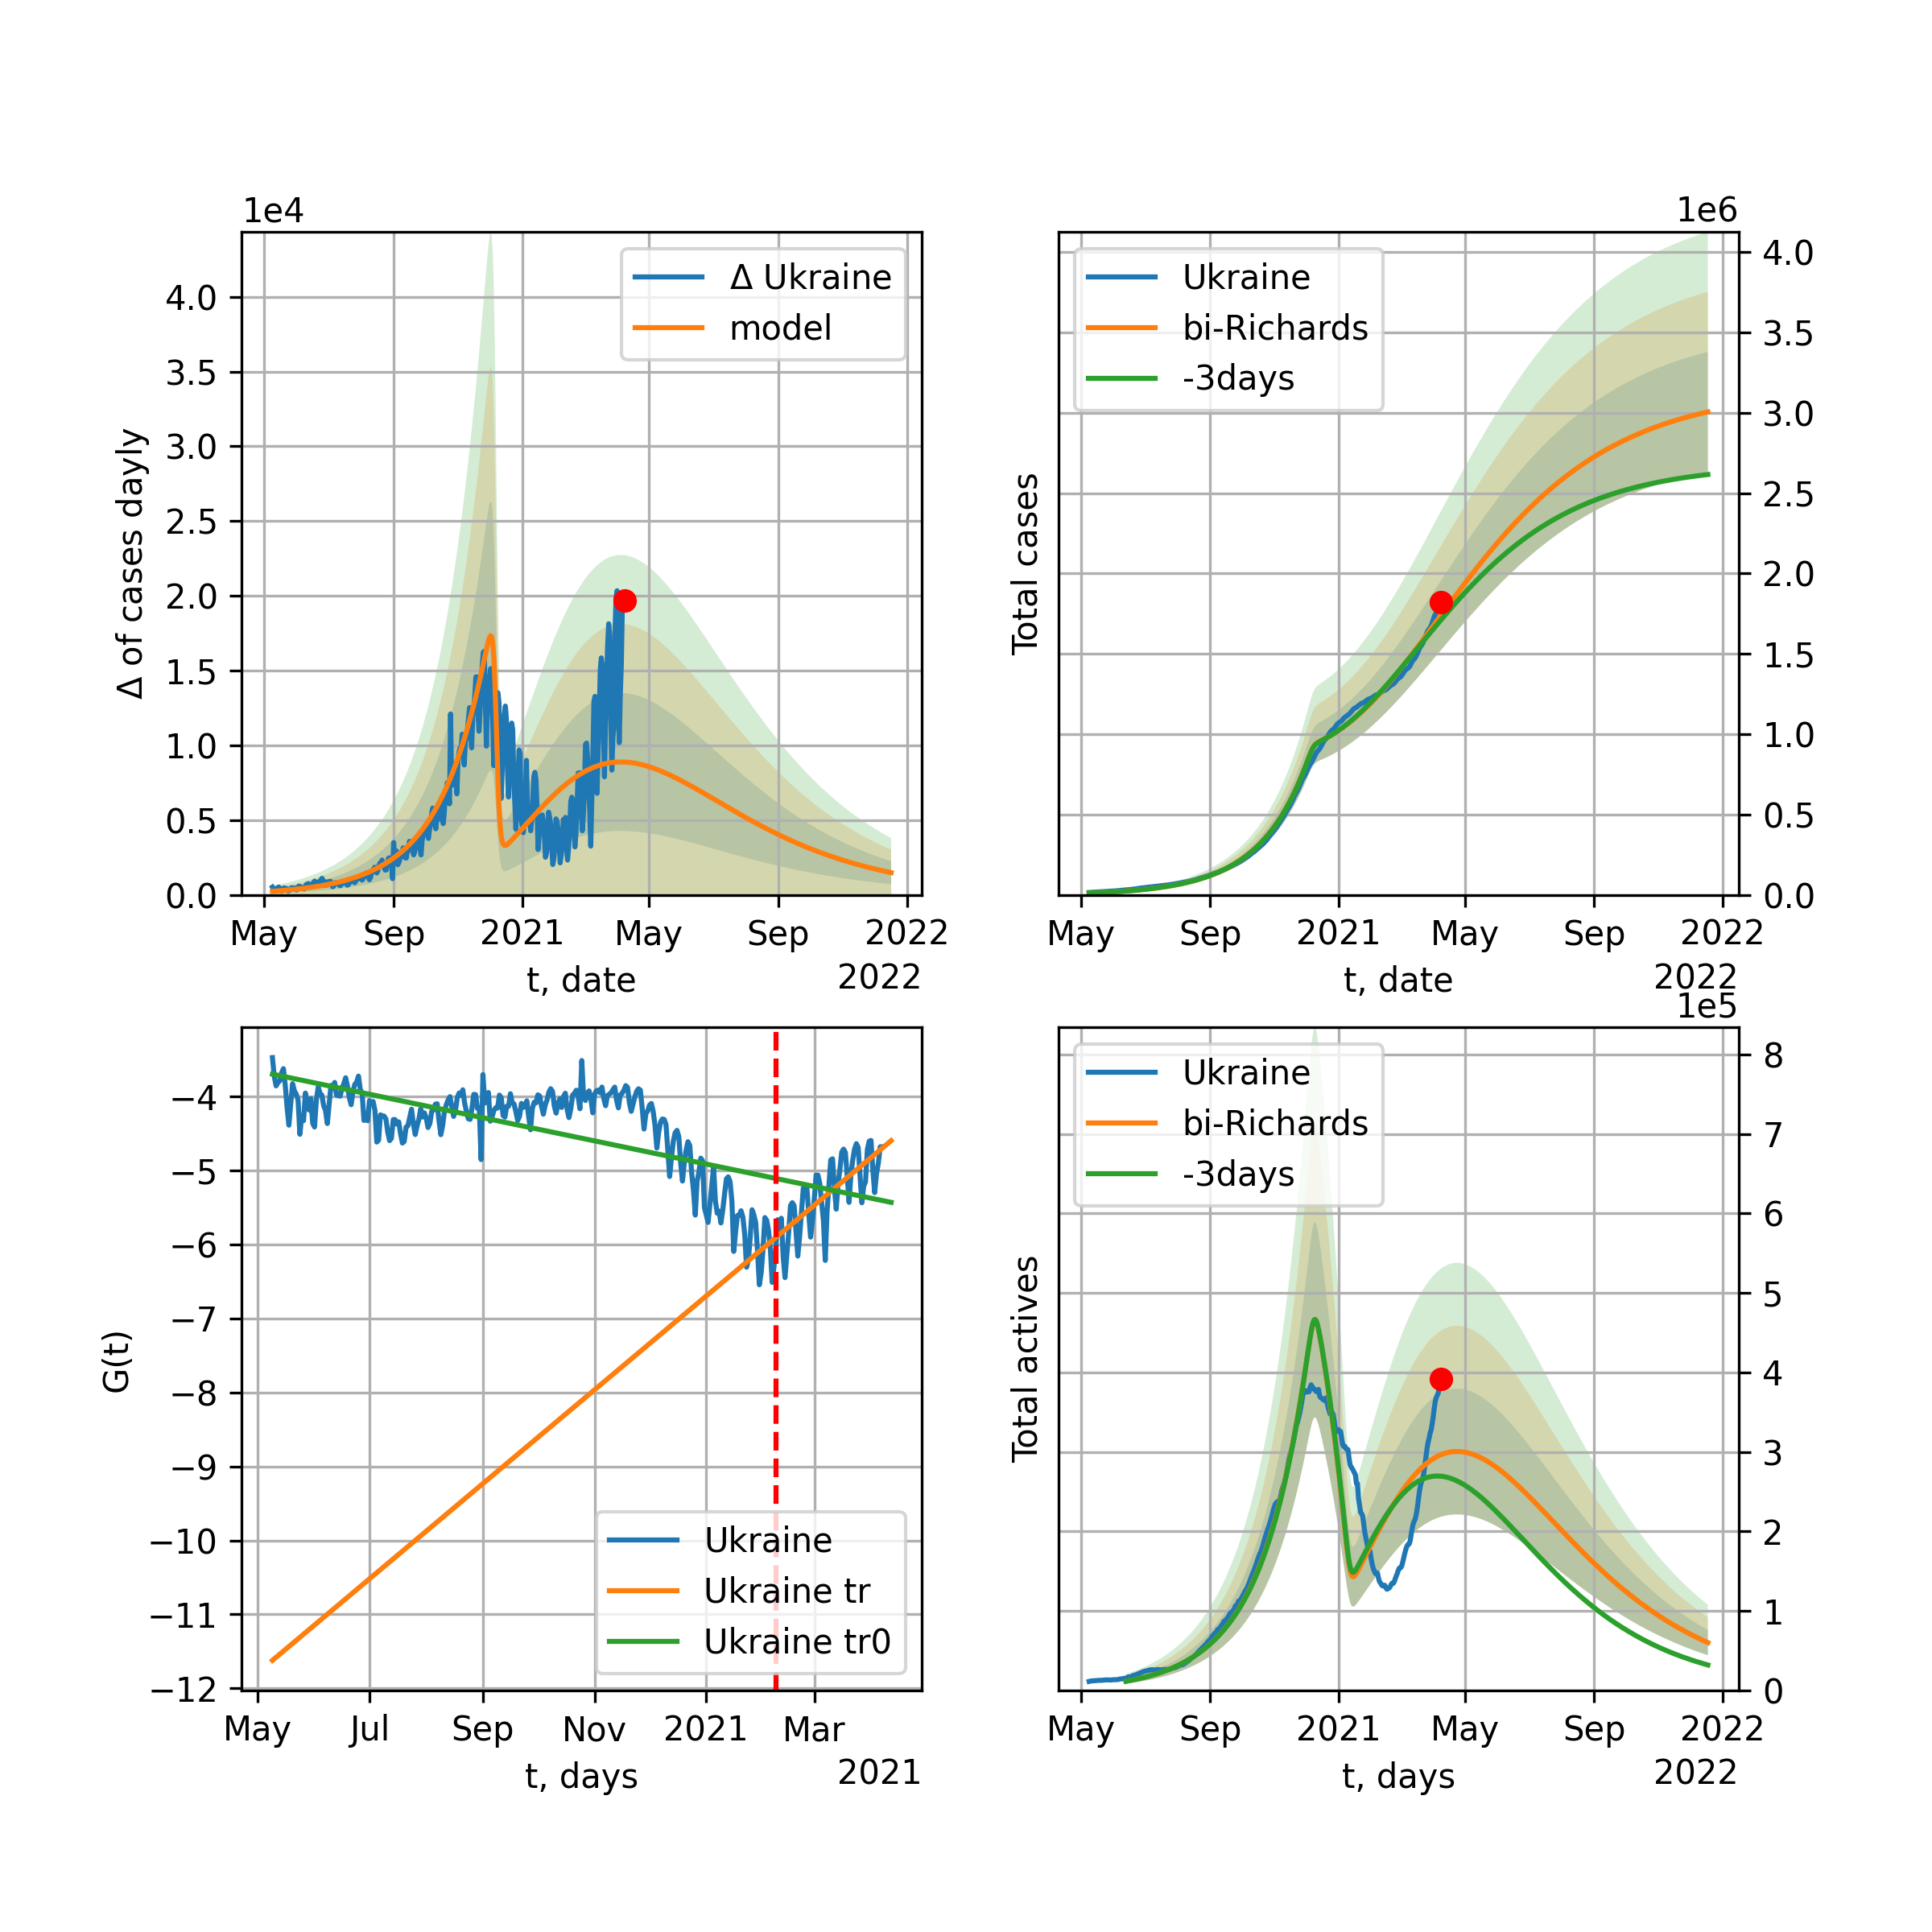 1e4
Δ of cases dayly
4.0
3.5
3.0
2.5
2.0
1.5
1.0
0.5
0.0
Δ Ukraine
model
May Sep 2021 May Sep 2022
t, date
2022
1e6
Total cases
Ukraine
bi-Richards
-3days
4.0
3.5
3.0
2.5
2.0
1.5
1.0
0.5
0.0
May Sep 2021 May Sep 2022
t, date
2022
G(t)
−4
−5
−6
−7
−8
−9
−10
−11
−12
Ukraine
Ukraine tr
Ukraine tr0
May Jul Sep Nov 2021 Mar
t, days
2021
1e5
Total actives
Ukraine
bi-Richards
-3days
8
7
6
5
4
3
2
1
0
May Sep 2021 May Sep 2022
t, days
2022